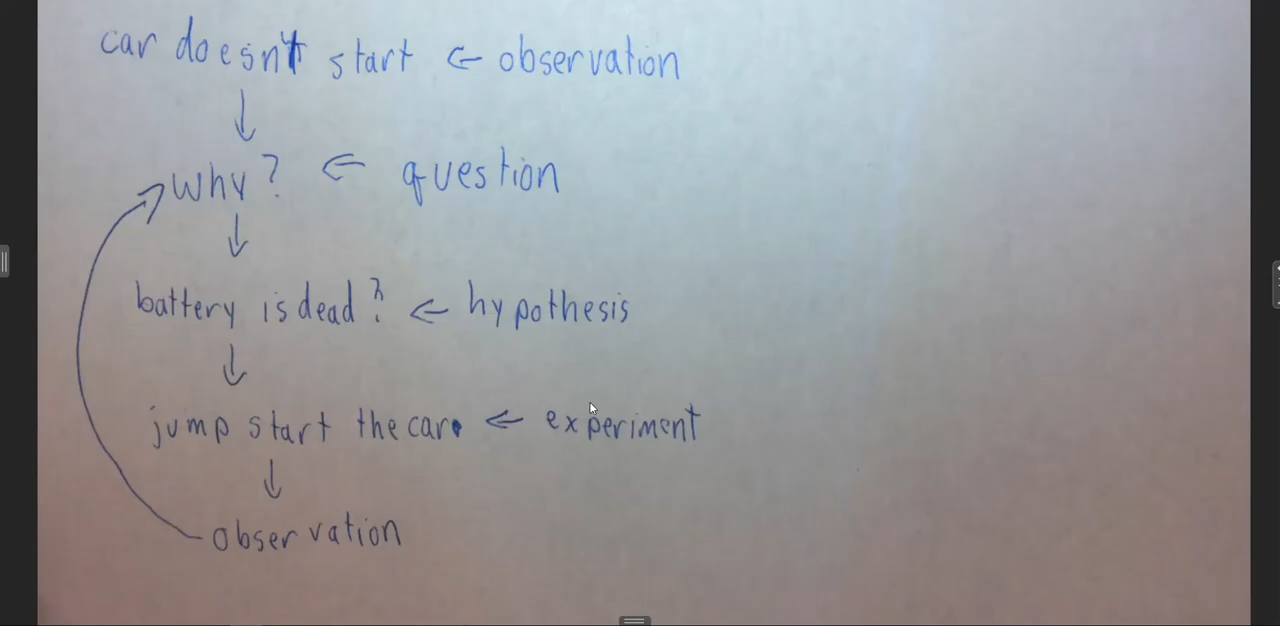 car doesn't start ← observation
↓
why? ← question
↓
battery is dead? ← hypothesis
↓
jump start the car. ← experiment
↓
observation